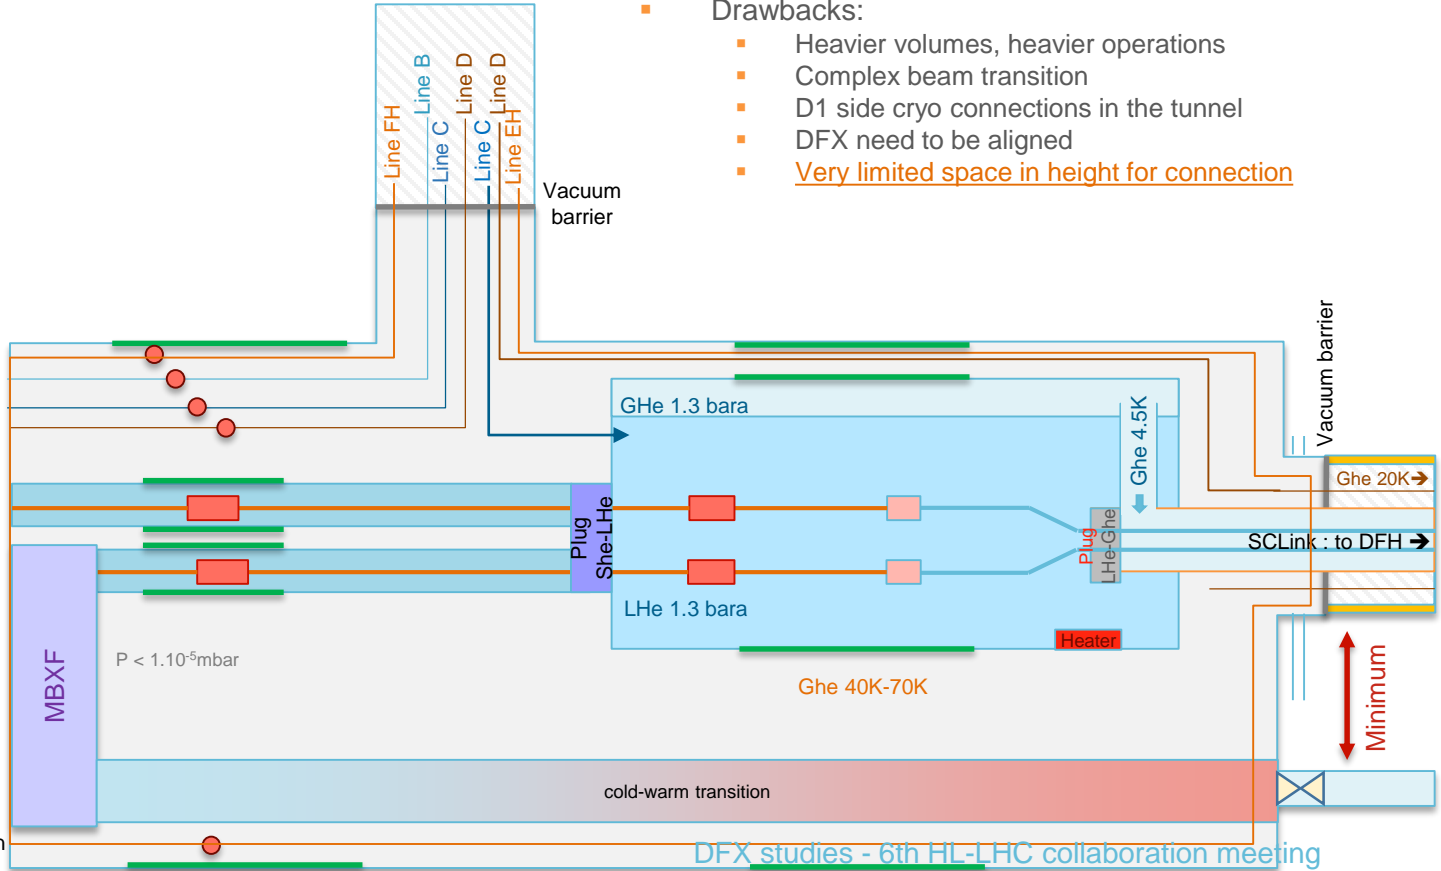 Drawbacks:
Heavier volumes, heavier operations
Complex beam transition
D1 side cryo connections in the tunnel
DFX need to be aligned
Very limited space in height for connection
Line FH
Line B
Line C
Line D
Line C
Line D
Line EH
Vacuum
barrier
Vacuum barrier
GHe 1.3 bara
Ghe 4.5K
Ghe 20K
Plug
She-LHe
Plug
LHe-Ghe
SCLink : to DFH
LHe 1.3 bara
Heater
P < 1.10-5mbar
MBXF
Ghe 40K-70K
Minimum
cold-warm transition
DFX studies - 6th HL-LHC collaboration meeting